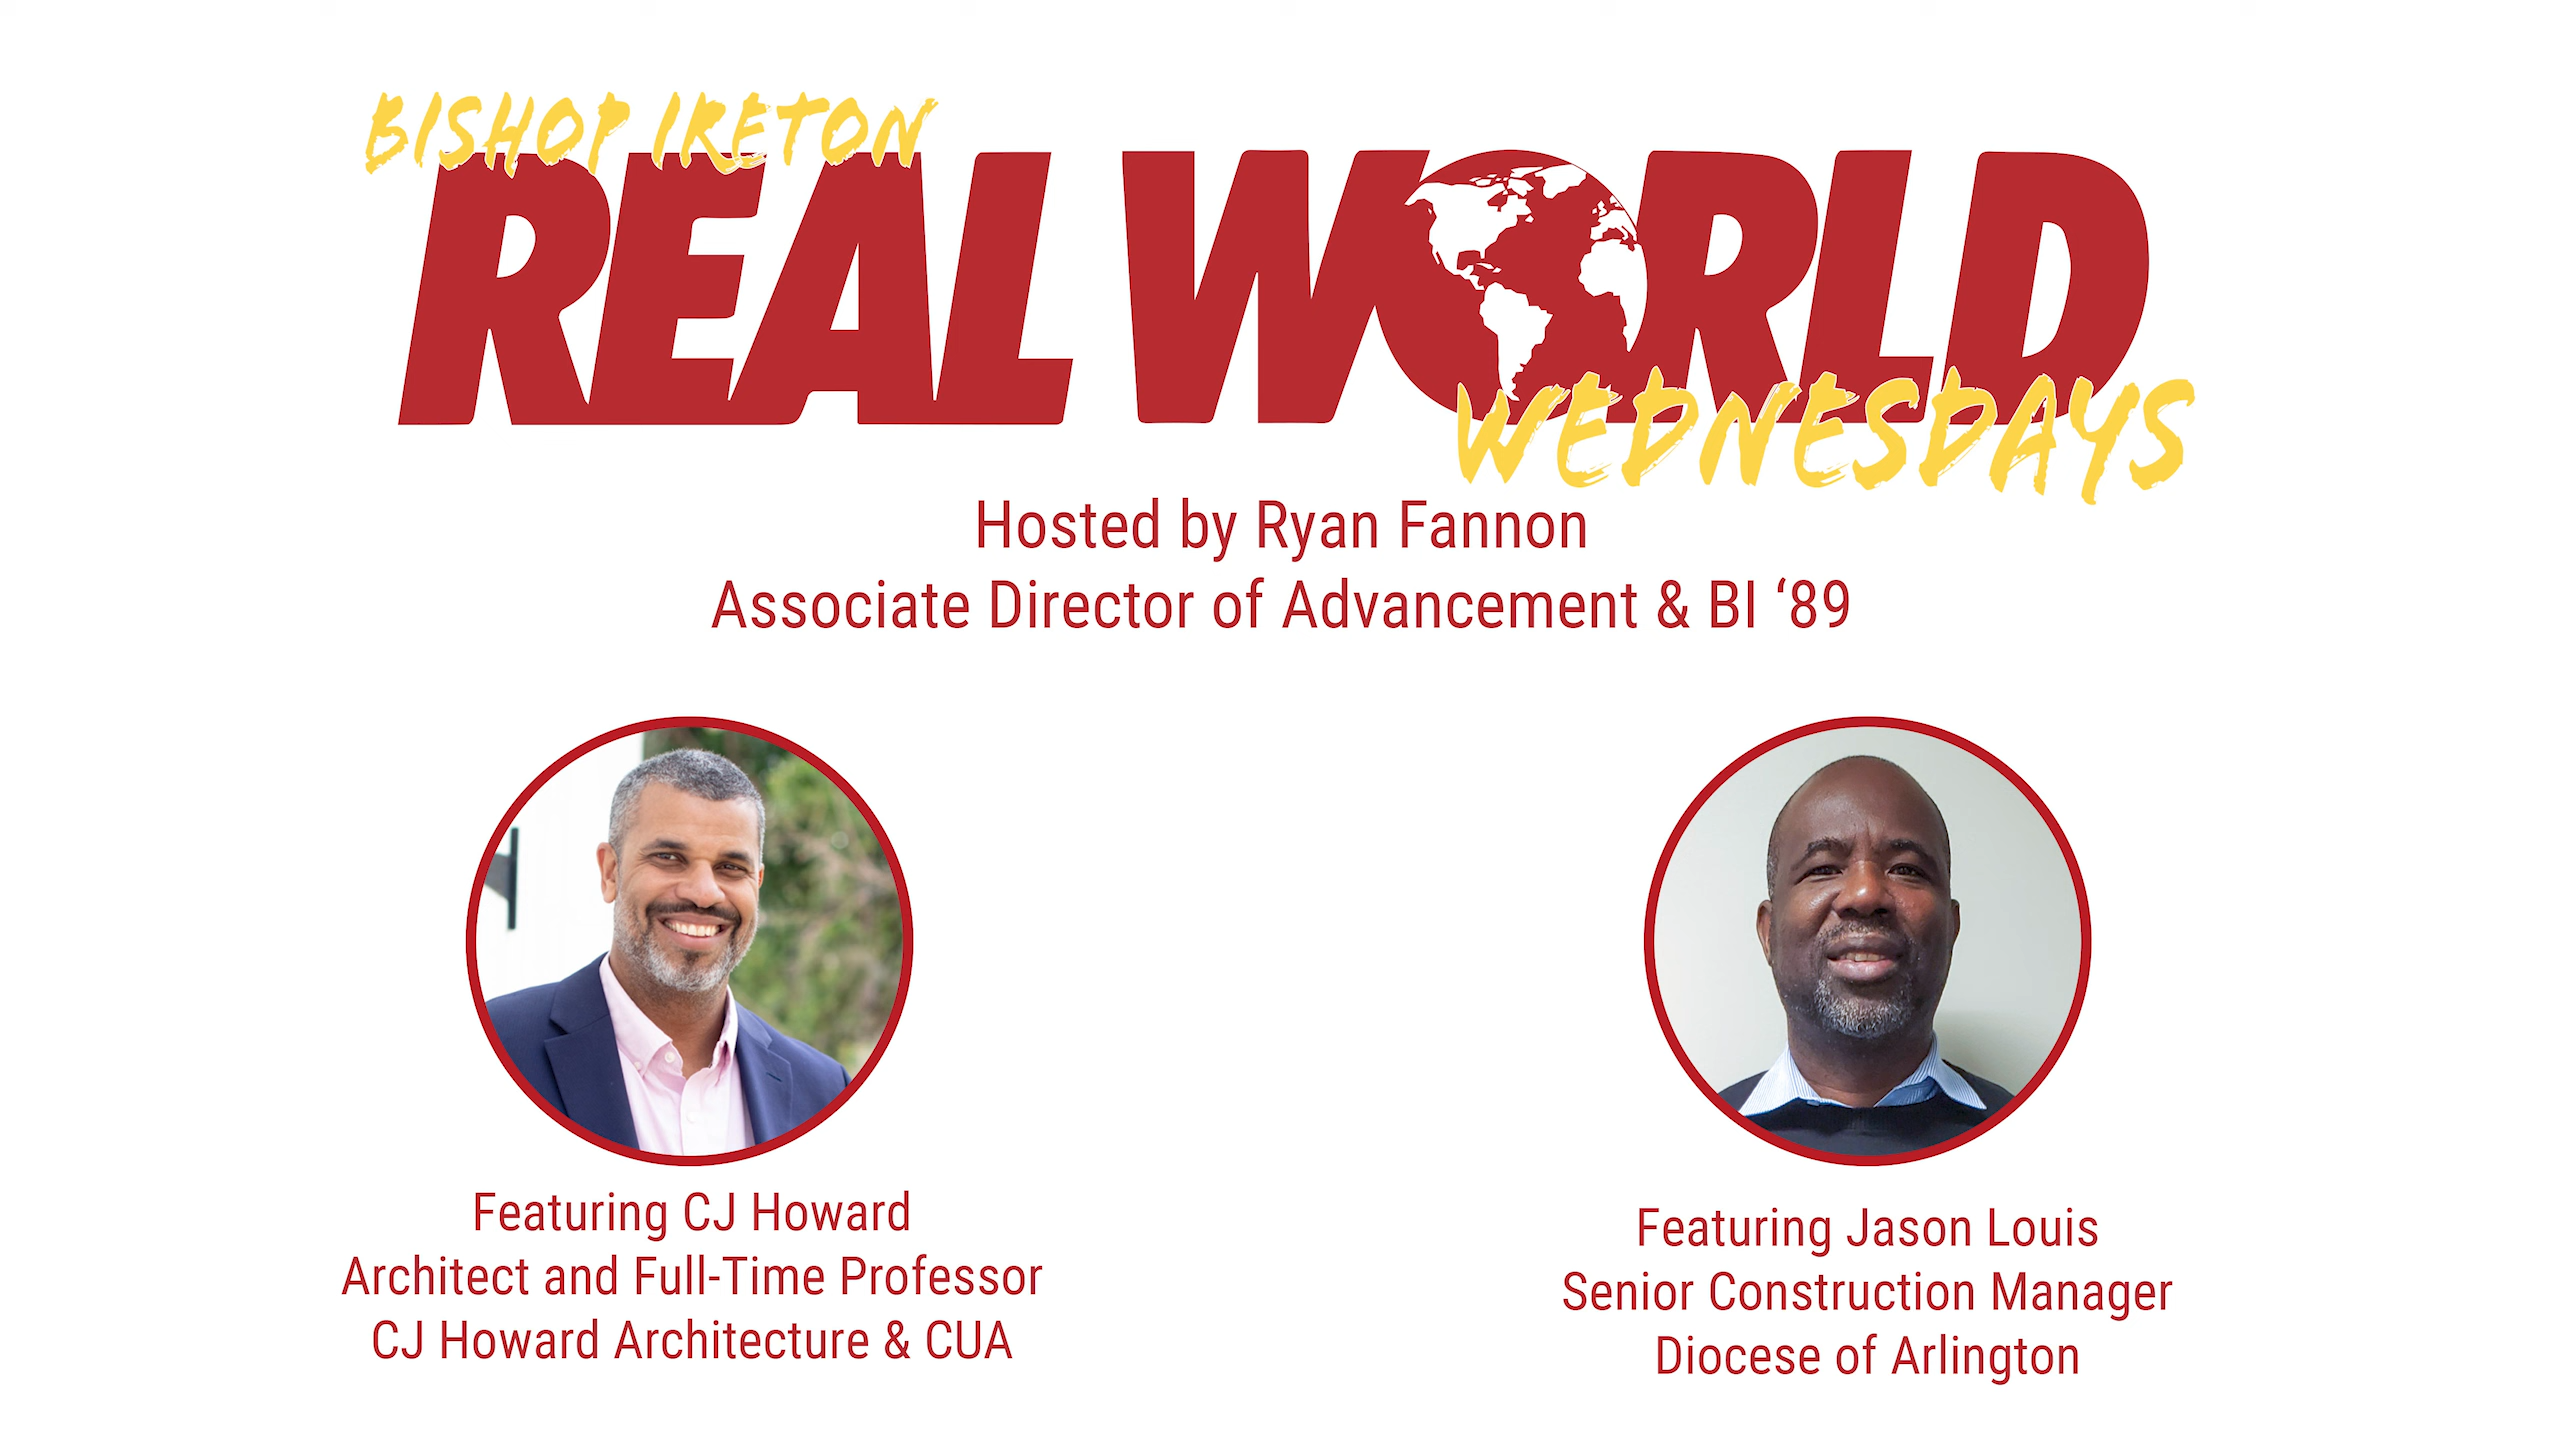 BISHOP IRETON
REAL WORLD
WEDNESDAYS
Hosted by Ryan Fannon
Associate Director of Advancement & BI ‘89
Featuring CJ Howard
Architect and Full-Time Professor
CJ Howard Architecture & CUA
Featuring Jason Louis
Senior Construction Manager
Diocese of Arlington